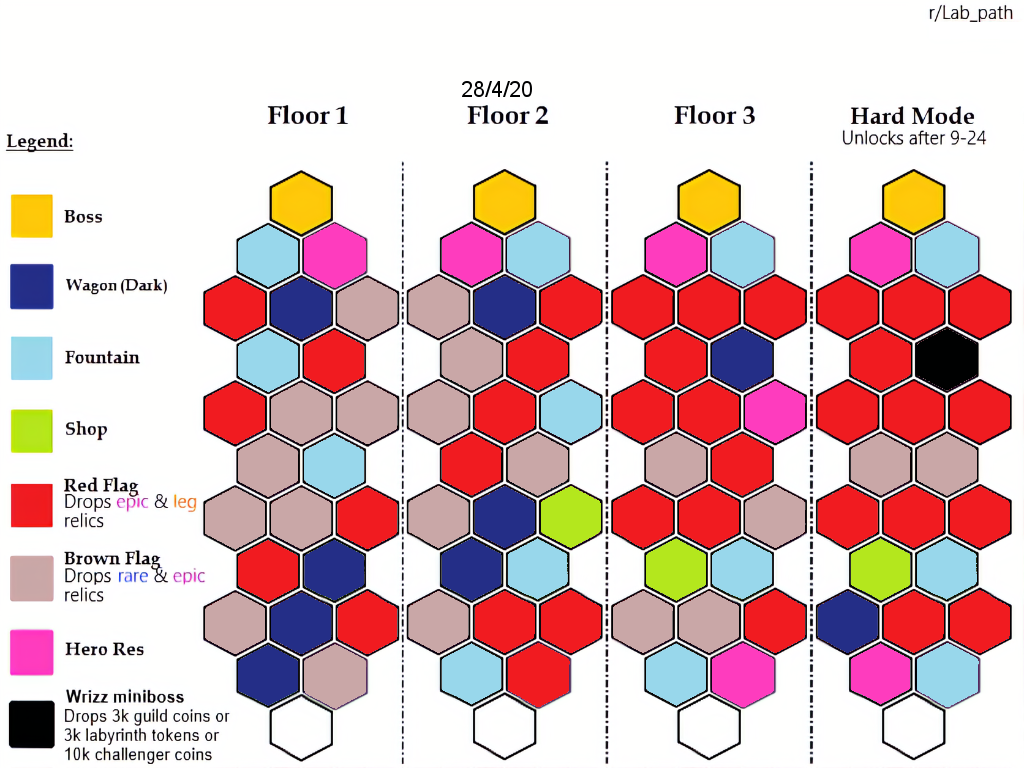 r/Lab_path
28/4/20
Floor 1
Floor 2
Floor 3
Hard Mode
Unlocks after 9-24
Legend:
Boss
Wagon (Dark)
Fountain
Shop
Red Flag
Drops epic & leg
relics
Brown Flag
Drops rare & epic
relics
Hero Res
Wrizz miniboss
Drops 3k guild coins or
3k labyrinth tokens or
10k challenger coins